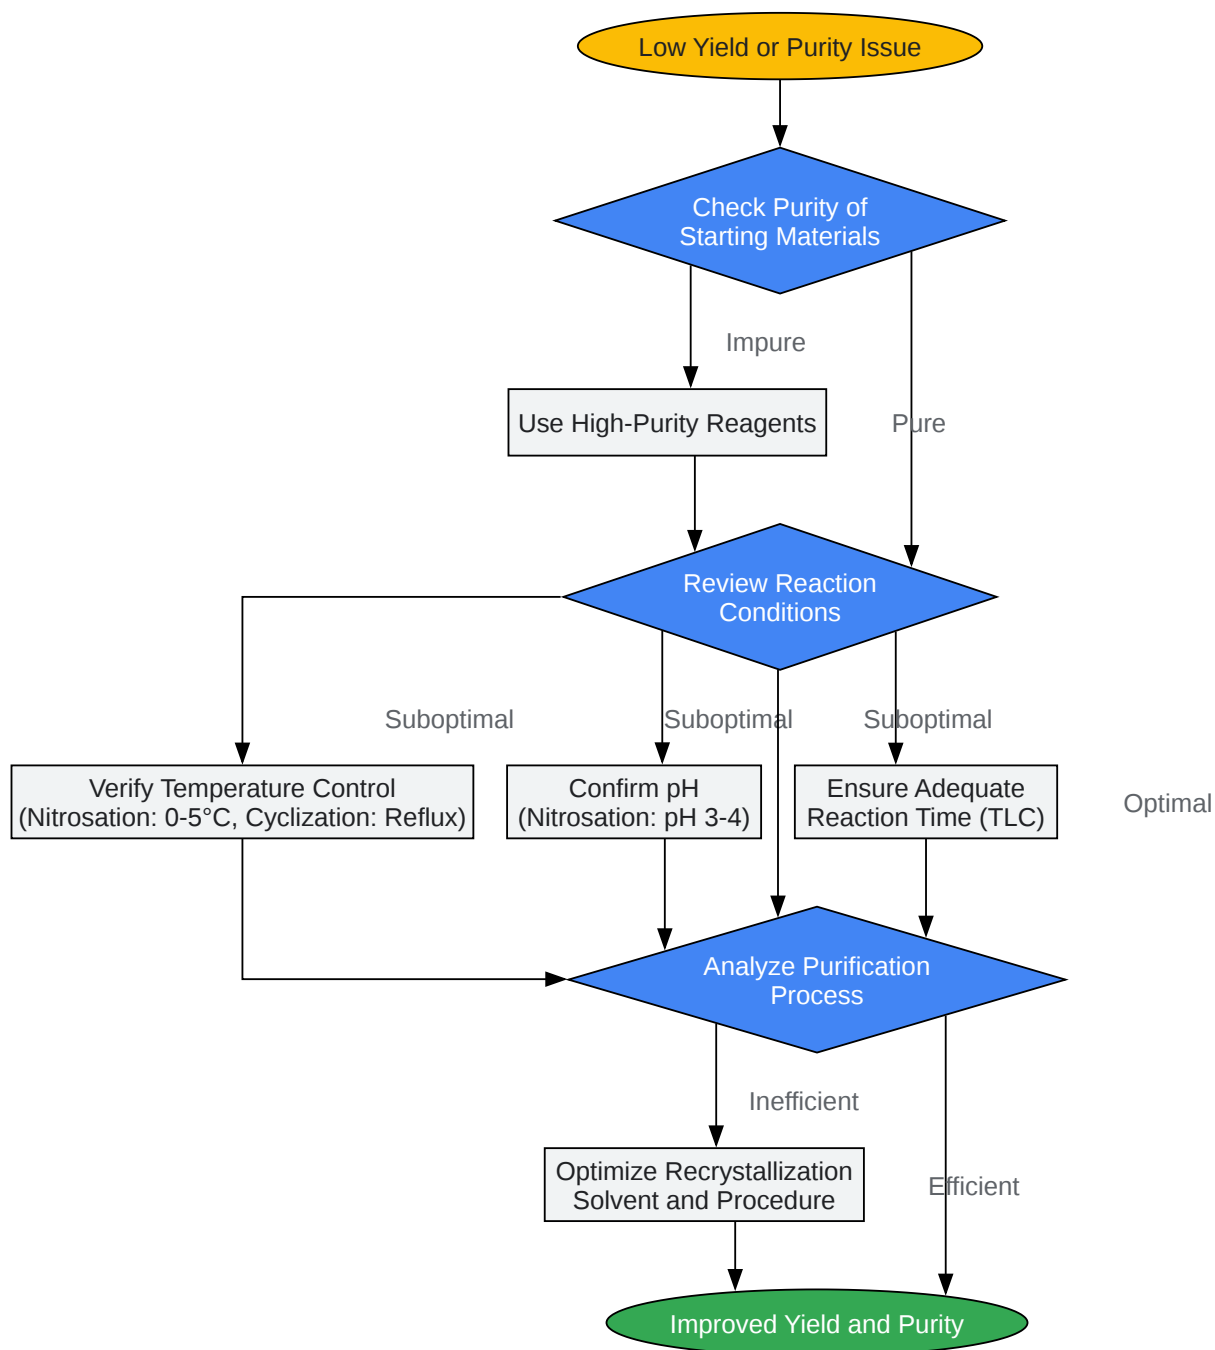 Low Yield or Purity Issue
Check Purity of
Starting Materials
Impure
Use High-Purity Reagents
Pure
Review Reaction
Conditions
Suboptimal
Suboptimal
Suboptimal
Verify Temperature Control
(Nitrosation: 0-5°C, Cyclization: Reflux)
Confirm pH
(Nitrosation: pH 3-4)
Ensure Adequate
Reaction Time (TLC)
Optimal
Analyze Purification
Process
Inefficient
Optimize Recrystallization
Solvent and Procedure
Efficient
Improved Yield and Purity